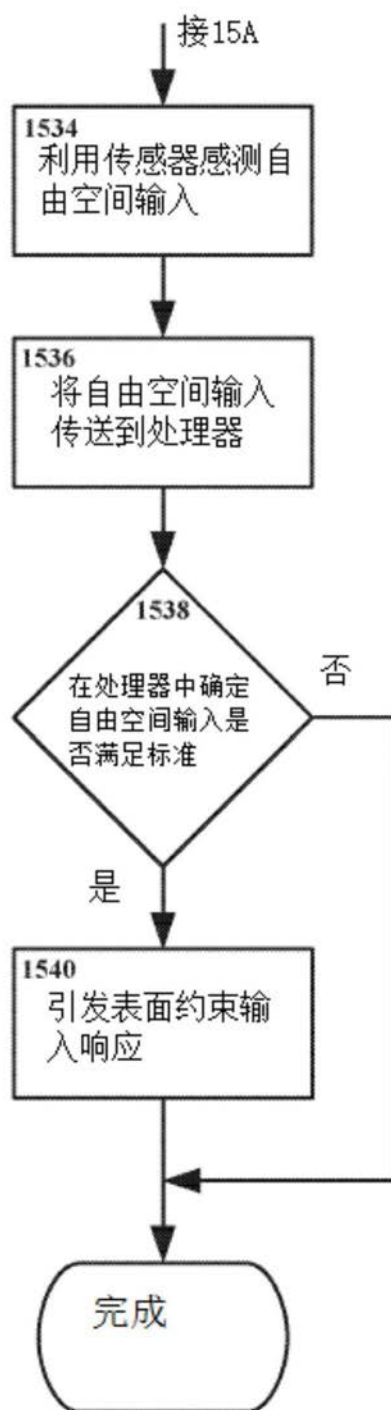 接15A
1534
利用传感器感测自
由空间输入
1536
将自由空间输入
传送到处理器
1538
在处理器中确定
自由空间输入是
否满足标准
否
是
1540
引发表面约束输
入响应
完成